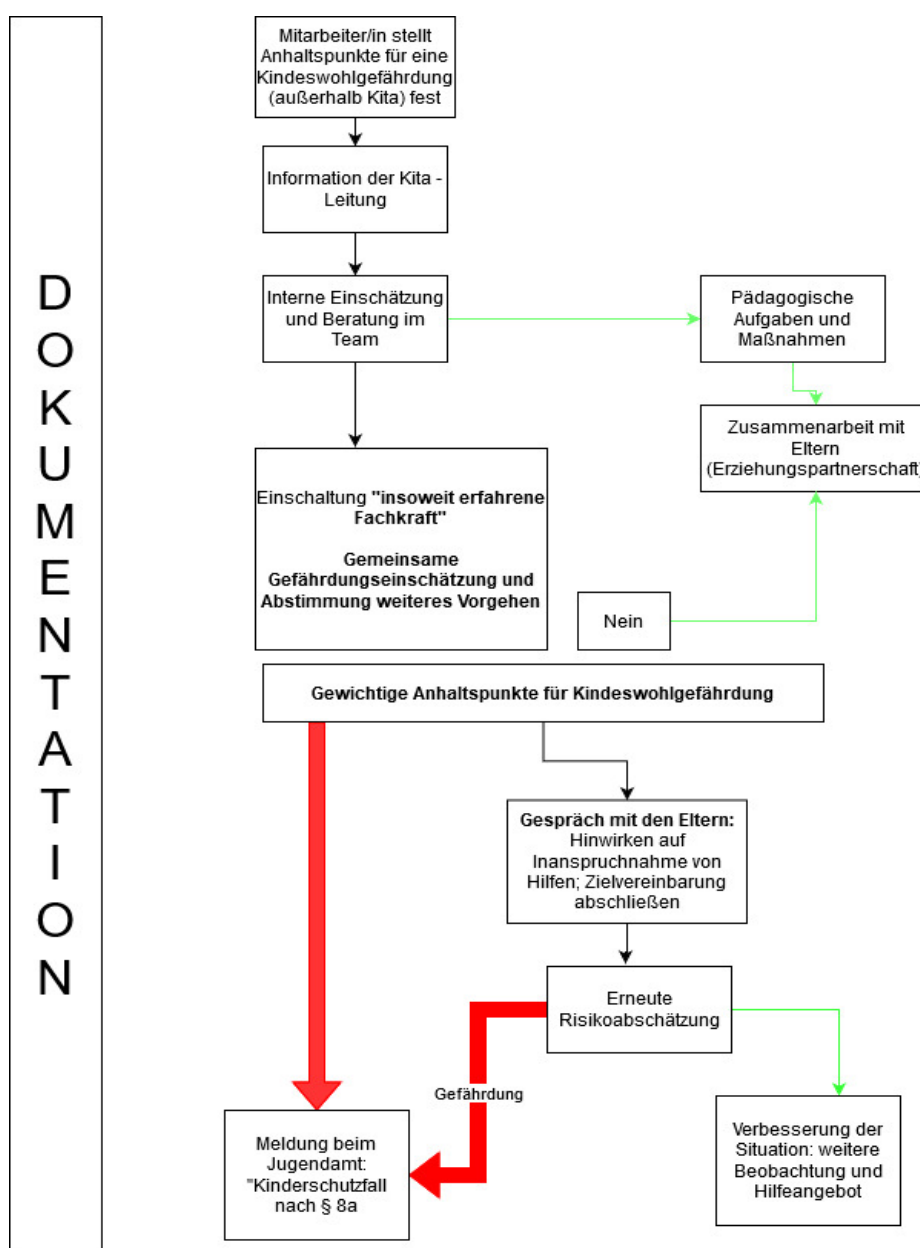 DOKUMENTATION
Mitarbeiter/in stellt
Anhaltspunkte für eine
Kindeswohlgefährdung
(außerhalb Kita) fest
Information der Kita -
Leitung
Interne Einschätzung
und Beratung im
Team
Pädagogische
Aufgaben und
Maßnahmen
Zusammenarbeit mit
Eltern
(Erziehungspartnerschaft)
Einschaltung "insoweit erfahrene
Fachkraft"
Gemeinsame
Gefährdungseinschätzung und
Abstimmung weiteres Vorgehen
Nein
Gewichtige Anhaltspunkte für Kindeswohlgefährdung
Gespräch mit den Eltern:
Hinwirken auf
Inanspruchnahme von
Hilfen; Zielvereinbarung
abschließen
Erneute
Risikoabschätzung
Gefährdung
Meldung beim
Jugendamt:
"Kinderschutzfall
nach § 8a
Verbesserung der
Situation: weitere
Beobachtung und
Hilfeangebot